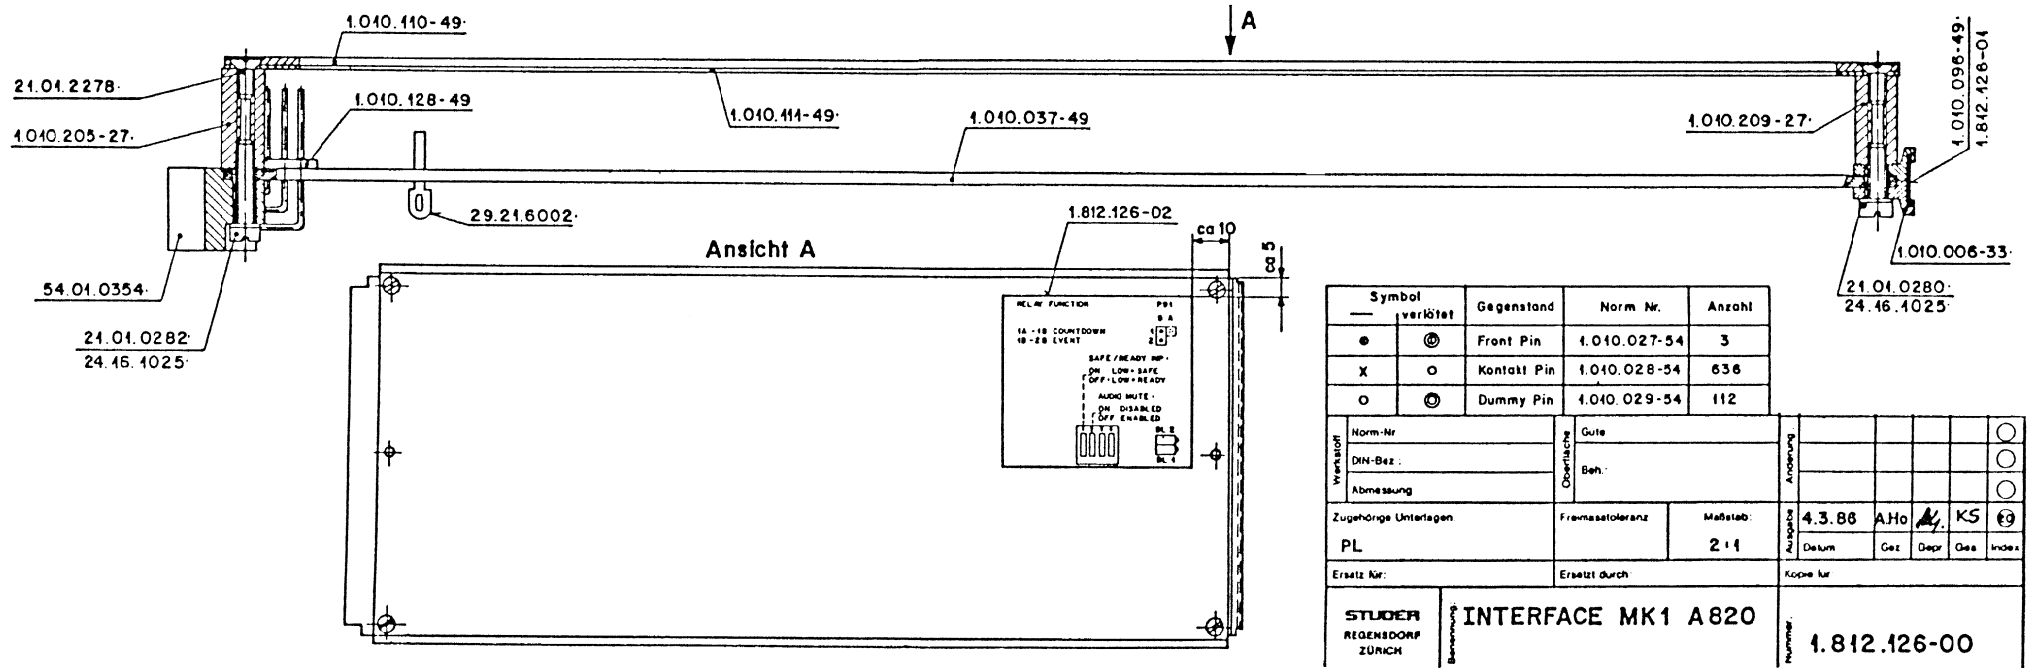 1.010.110-49
A
21.01.2278
1.010.128-49
1.010.205-27
1.010.111-49
1.010.037-49
1.010.209-27
1.010.096-49
1.812.126-01
29.21.6002
1.812.126-02
ca 10
ca 5
Ansicht A
54.01.0354
21.01.0282
24.16.1025
1.010.006-33
21.01.0280
24.16.1025
RELAY FUNCTION
B A
1A - 1B COUNTDOWN 1
1B - 2B EVENT 2
SAFE / READY INP.
ON LOW = SAFE
OFF LOW = READY
AUDIO MUTE
ON DISABLED
OFF ENABLED
DL 2
DL 1
Symbol Gegenstand Norm Nr. Anzahl
verlötet
Front Pin 1.010.027-54 3
x o Kontakt Pin 1.010.028-54 636
o Dummy Pin 1.010.029-54 112
Werkstoff
Norm-Nr
DIN-Bez.:
Abmessung
Oberfläche
Güte
Beh.:
Änderung
Zugehörige Unterlagen
PL
Freimasstoleranz
Maßstab:
2:1
Ausgabe
4.3.86 A.Ho KS
Datum Gez Gepr Ges Index
Ersatz für:
Ersetzt durch
Kopie für
STUDER
REGENSDORF
ZÜRICH
Benennung:
INTERFACE MK1 A820
Nummer:
1.812.126-00